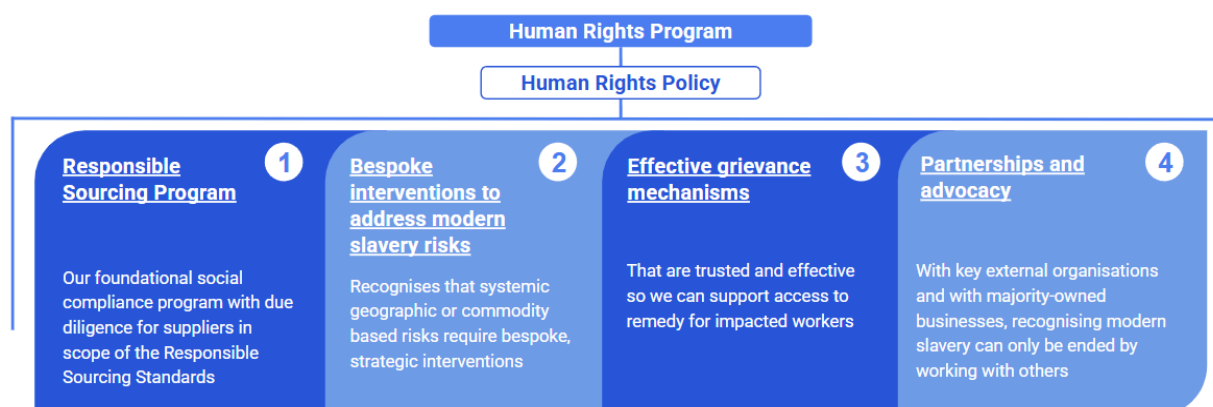 Human Rights Program
Human Rights Policy
Responsible
Sourcing Program
1
Our foundational social
compliance program with due
diligence for suppliers in
scope of the Responsible
Sourcing Standards
Bespoke
interventions to
address modern
slavery risks
2
Recognises that systemic
geographic or commodity
based risks require bespoke,
strategic interventions
Effective grievance
mechanisms
3
That are trusted and effective
so we can support access to
remedy for impacted workers
Partnerships and
advocacy
4
With key external organisations
and with majority-owned
businesses, recognising modern
slavery can only be ended by
working with others